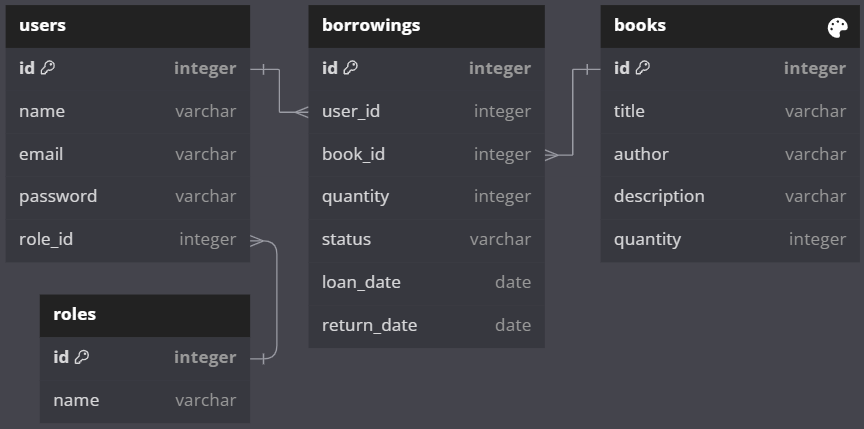 users
id integer
name varchar
email varchar
password varchar
role_id integer
roles
id integer
name varchar
borrowings
id integer
user_id integer
book_id integer
quantity integer
status varchar
loan_date date
return_date date
books
id integer
title varchar
author varchar
description varchar
quantity integer